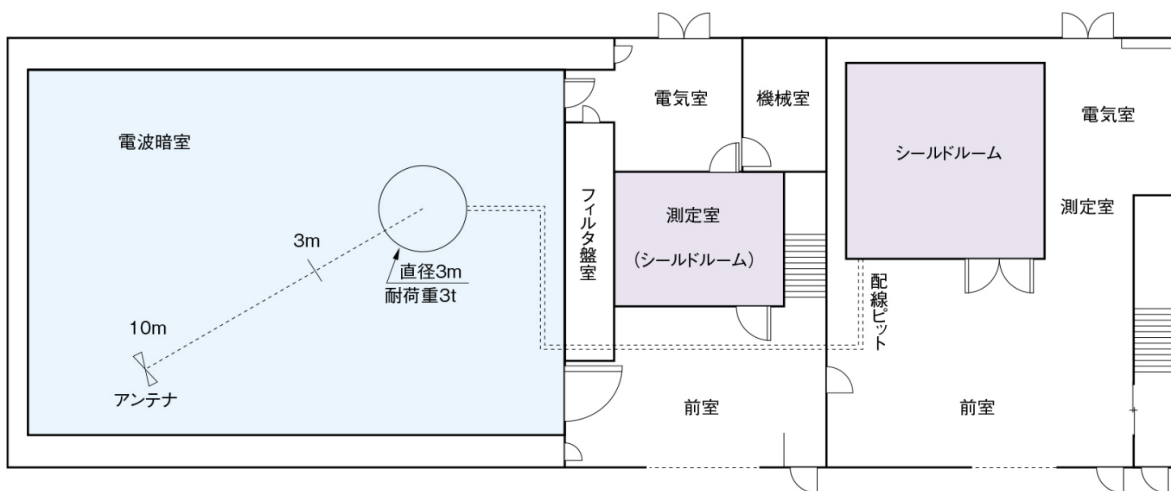 電波暗室
3m
直径3m
耐荷重3t
10m
アンテナ
フィルタ盤室
電気室
機械室
測定室
（シールドルーム）
前室
シールドルーム
電気室
測定室
配線ピット
前室